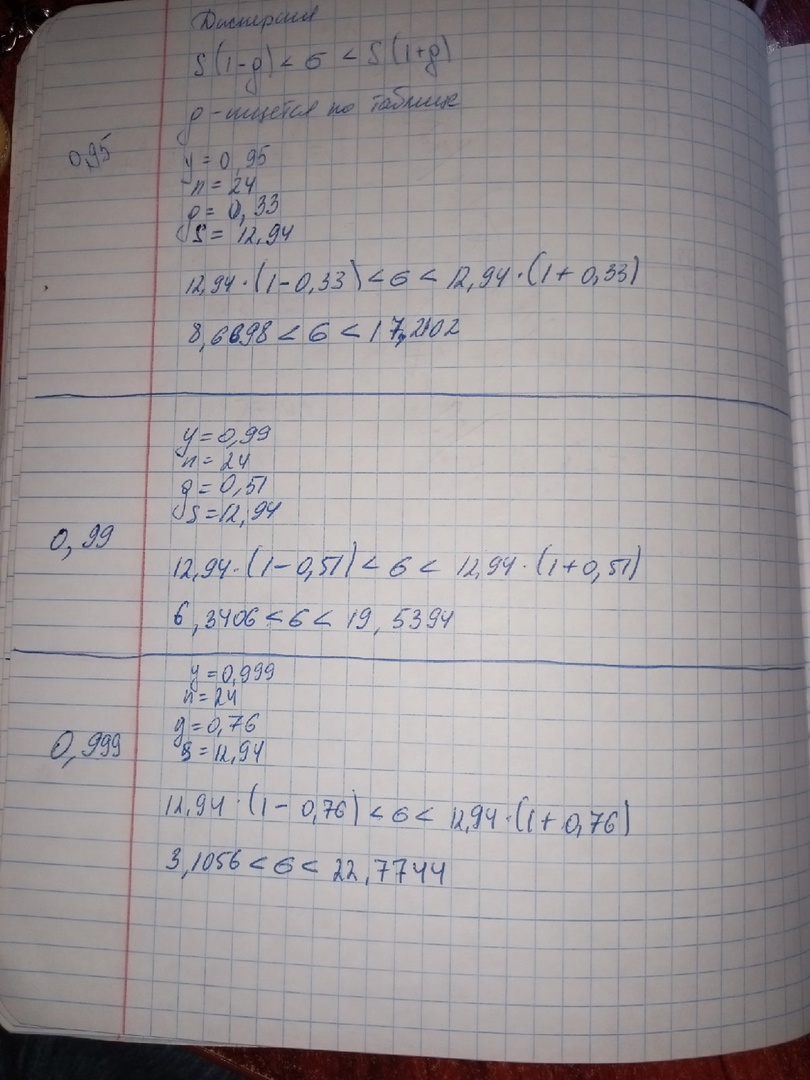 Дисперсия
S(1-q) < б < S(1+q)
q - ищется по таблице
0,95
y = 0,95
n = 24
q = 0,33
S = 12,94
12,94 · (1-0,33) < б < 12,94 · (1+0,33)
8,6698 < б < 17,2102
y = 0,99
n = 24
q = 0,51
S = 12,94
0,99
12,94 · (1-0,51) < б < 12,94 · (1+0,51)
6,3406 < б < 19,5394
y = 0,999
n = 24
q = 0,76
S = 12,94
0,999
12,94 · (1-0,76) < б < 12,94 · (1+0,76)
3,1056 < б < 22,7744